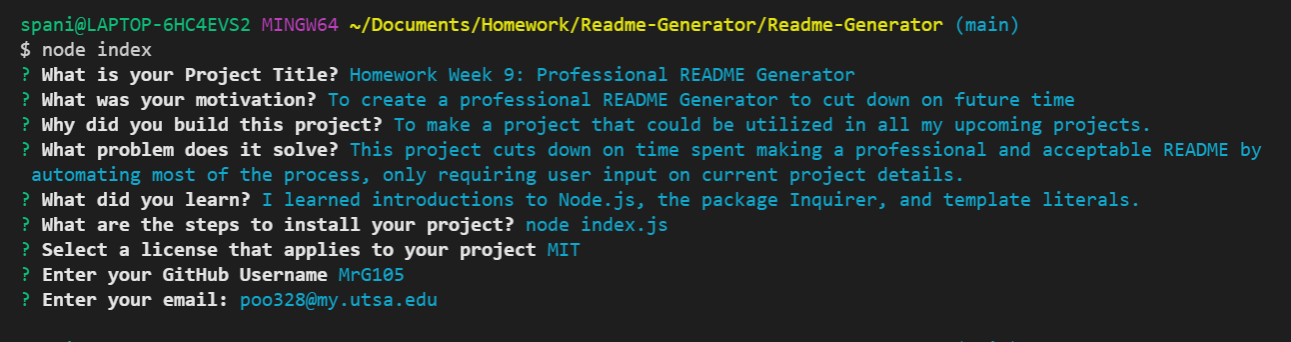 spani@LAPTOP-6HC4EVS2 MINGW64 ~/Documents/Homework/Readme-Generator/Readme-Generator (main)
$ node index
? What is your Project Title? Homework Week 9: Professional README Generator
? What was your motivation? To create a professional README Generator to cut down on future time
? Why did you build this project? To make a project that could be utilized in all my upcoming projects.
? What problem does it solve? This project cuts down on time spent making a professional and acceptable README by
automating most of the process, only requiring user input on current project details.
? What did you learn? I learned introductions to Node.js, the package Inquirer, and template literals.
? What are the steps to install your project? node index.js
? Select a license that applies to your project MIT
? Enter your GitHub Username MrG105
? Enter your email: poo328@my.utsa.edu